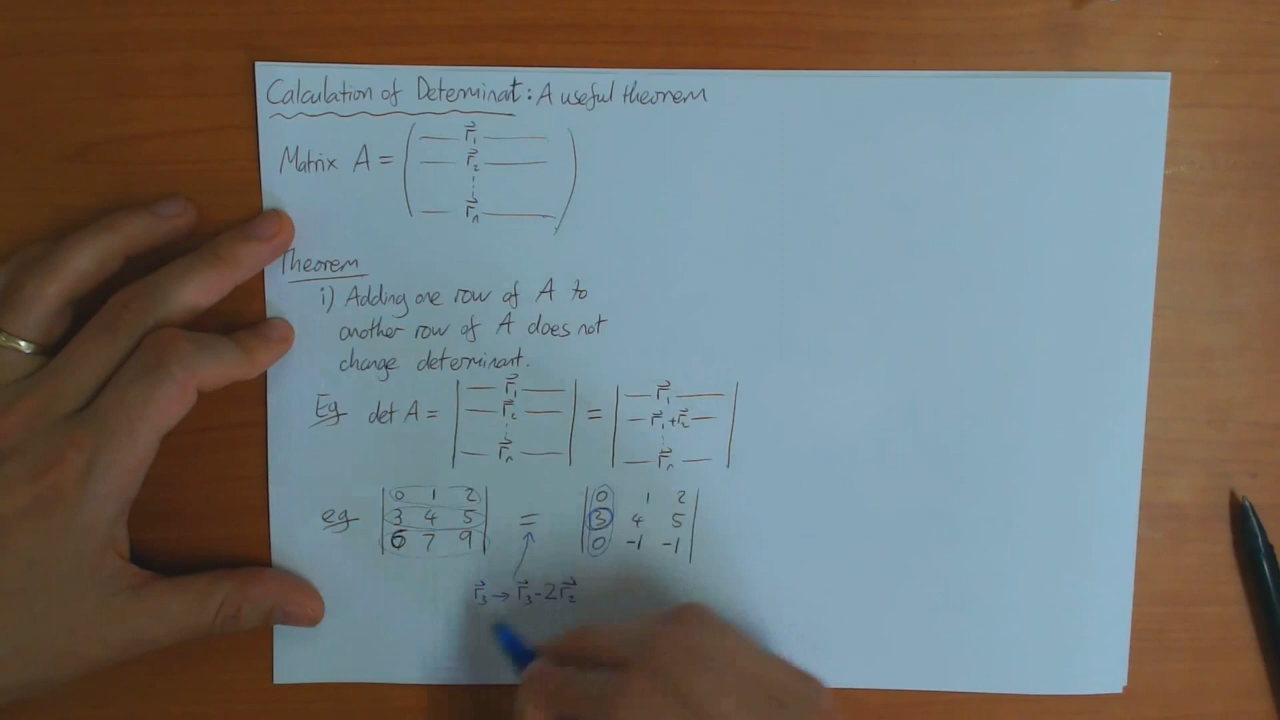 Calculation of Determinat: A useful theorem
Matrix A = ( r⃗₁
r⃗₂
r⃗ₙ )
Theorem
i) Adding one row of A to
another row of A does not
change determinant.
Eg det A = | r⃗₁ r⃗₂ ⋮ r⃗ₙ | = | r⃗₁ r⃗₁+r⃗₂ ⋮ r⃗ₙ |
eg | 0 1 2 | = | 0 1 2 |
| 3 4 5 | | 3 4 5 |
| 6 7 9 | | 0 -1 -1 |
r⃗₃ → r⃗₃-2r⃗₂